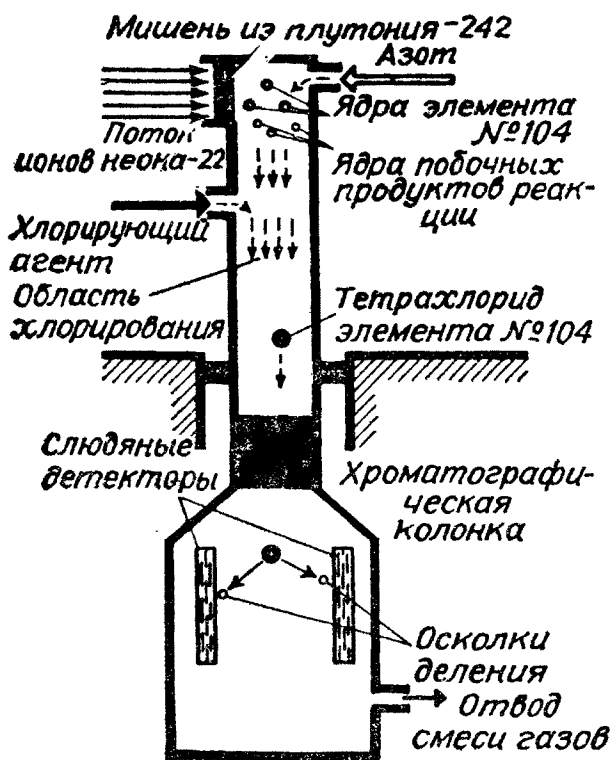 Мишень из плутония-242
Азот
Ядра элемента
№104
Поток
ионов неона-22
Ядра побочных
продуктов реак-
ции
Хлорирующий
агент
Область
хлорирования
Тетрахлорид
элемента №104
Слюдяные
детекторы
Хроматографи-
ческая
колонка
Осколки
деления
Отвод
смеси газов